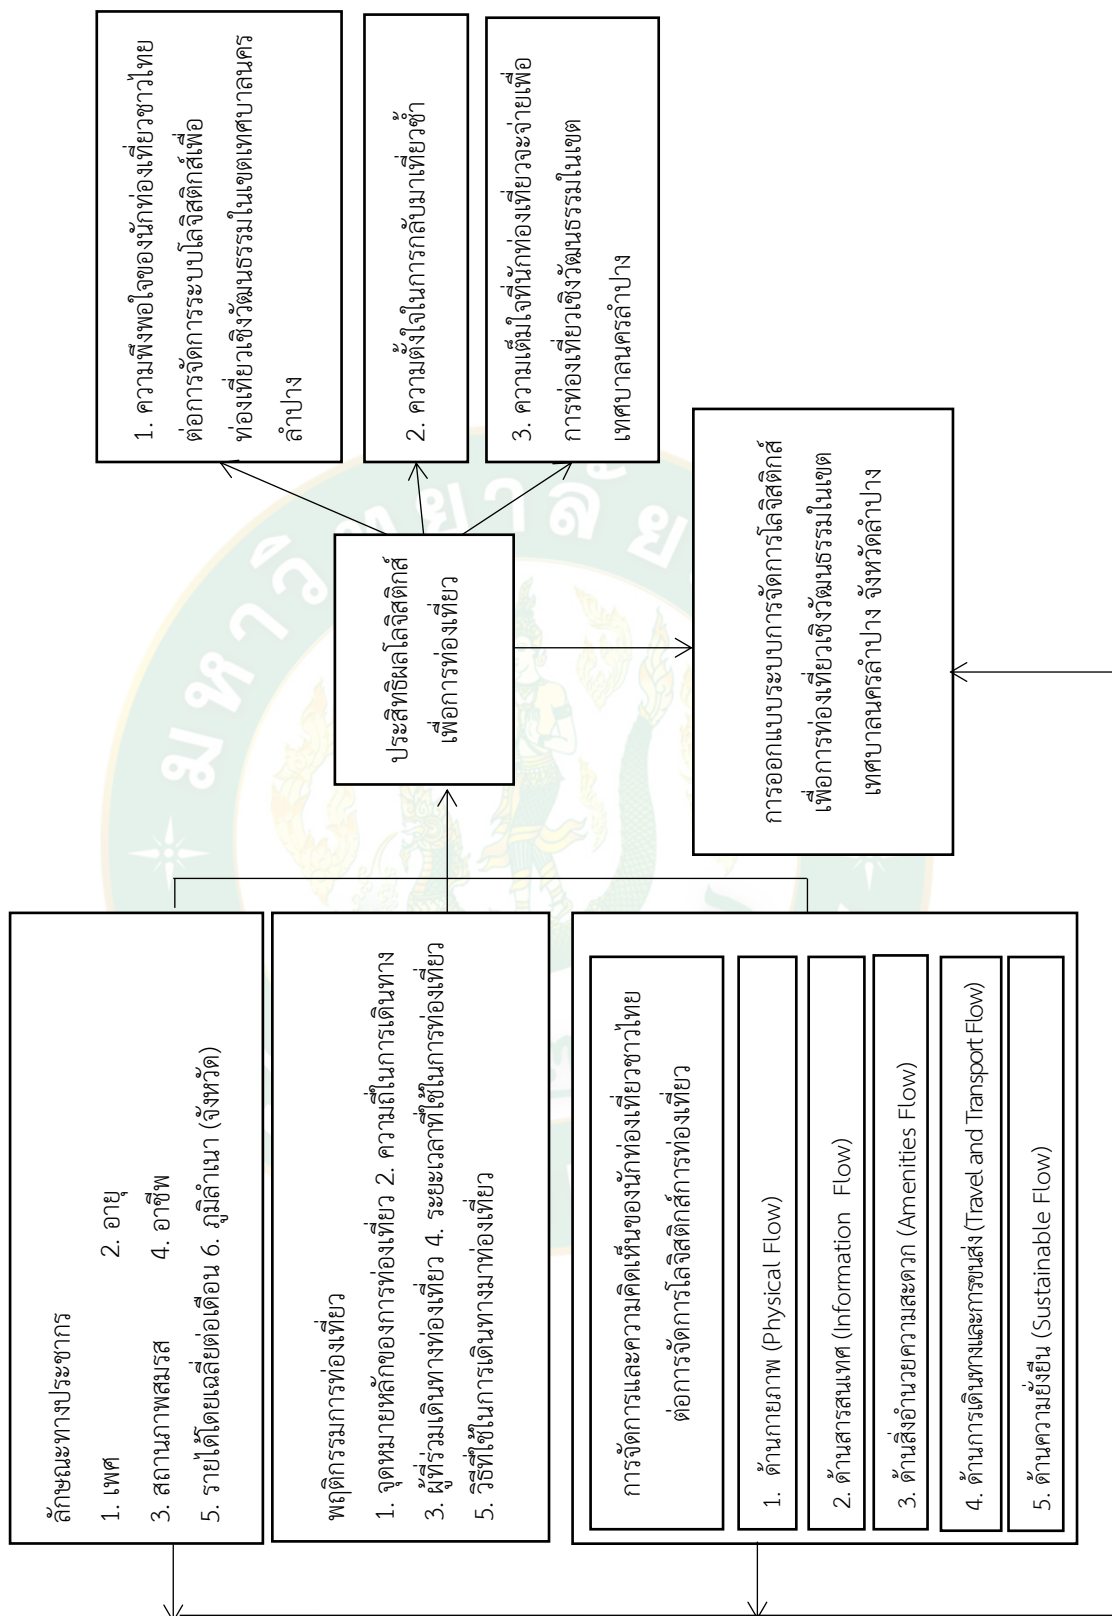 ลักษณะทางประชากร
1. เพศ 2. อายุ
3. สถานภาพสมรส 4. อาชีพ
5. รายได้โดยเฉลี่ยต่อเดือน 6. ภูมิลำเนา (จังหวัด)
พฤติกรรมการท่องเที่ยว
1. จุดหมายหลักของการท่องเที่ยว 2. ความถี่ในการเดินทาง
3. ผู้ที่ร่วมเดินทางท่องเที่ยว 4. ระยะเวลาที่ใช้ในการท่องเที่ยว
5. วิธีที่ใช้ในการเดินทางมาท่องเที่ยว
การจัดการและความคิดเห็นของนักท่องเที่ยวชาวไทย
ต่อการจัดการโลจิสติกส์การท่องเที่ยว
1. ด้านกายภาพ (Physical Flow)
2. ด้านสารสนเทศ (Information Flow)
3. ด้านสิ่งอำนวยความสะดวก (Amenities Flow)
4. ด้านการเดินทางและการขนส่ง (Travel and Transport Flow)
5. ด้านความยั่งยืน (Sustainable Flow)
ประสิทธิผลโลจิสติกส์
เพื่อการท่องเที่ยว
1. ความพึงพอใจของนักท่องเที่ยวชาวไทย
ต่อการจัดการระบบโลจิสติกส์เพื่อ
ท่องเที่ยวเชิงวัฒนธรรมในเขตเทศบาลนคร
ลำปาง
2. ความตั้งใจในการกลับมาเที่ยวซ้ำ
3. ความเต็มใจที่นักท่องเที่ยวจะจ่ายเพื่อ
การท่องเที่ยวเชิงวัฒนธรรมในเขต
เทศบาลนครลำปาง
การออกแบบระบบการจัดการโลจิสติกส์
เพื่อการท่องเที่ยวเชิงวัฒนธรรมในเขต
เทศบาลนครลำปาง จังหวัดลำปาง
มหาวิทยาลัย